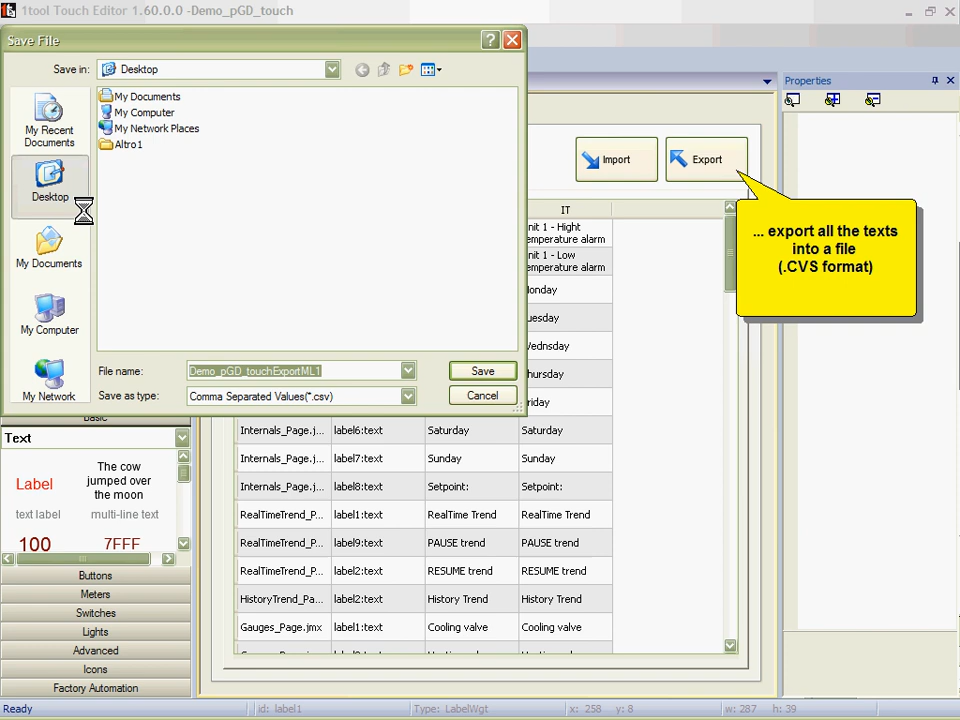 1tool Touch Editor 1.60.0.0 -Demo_pGD_touch
Save File
Save in: Desktop
My Recent
Documents
Desktop
My Documents
My Computer
My Network
My Documents
My Computer
My Network Places
Altro1
File name: Demo_pGD_touchExportML1 Save
Save as type: Comma Separated Values(*.csv) Cancel
Import
Export
Properties
... export all the texts
into a file
(.CVS format)
IT
nit 1 - Hight
emperature alarm
nit 1 - Low
emperature alarm
onday
uesday
Wednsday
hursday
riday
Internals_Page.j... label6:text Saturday Saturday
Internals_Page.j... label7:text Sunday Sunday
Internals_Page.j... label8:text Setpoint: Setpoint:
RealTimeTrend_P... label1:text RealTime Trend RealTime Trend
RealTimeTrend_P... label9:text PAUSE trend PAUSE trend
RealTimeTrend_P... label2:text RESUME trend RESUME trend
HistoryTrend_Pa... label2:text History Trend History Trend
Gauges_Page.jmx label1:text Cooling valve Cooling valve
Basic
Text
Label
text label
The cow
jumped over
the moon
multi-line text
100 7FFF
Buttons
Meters
Switches
Lights
Advanced
Icons
Factory Automation
Ready id: label1 Type: LabelWgt x: 258 y: 8 w: 287 h: 39